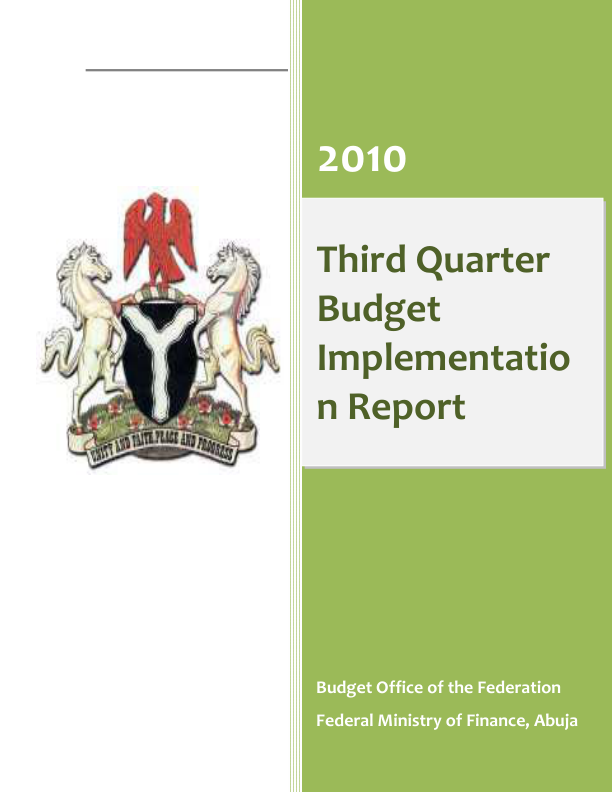 2010
Third Quarter
Budget
Implementatio
n Report
UNITY AND FAITH, PEACE AND PROGRESS
Budget Office of the Federation
Federal Ministry of Finance, Abuja